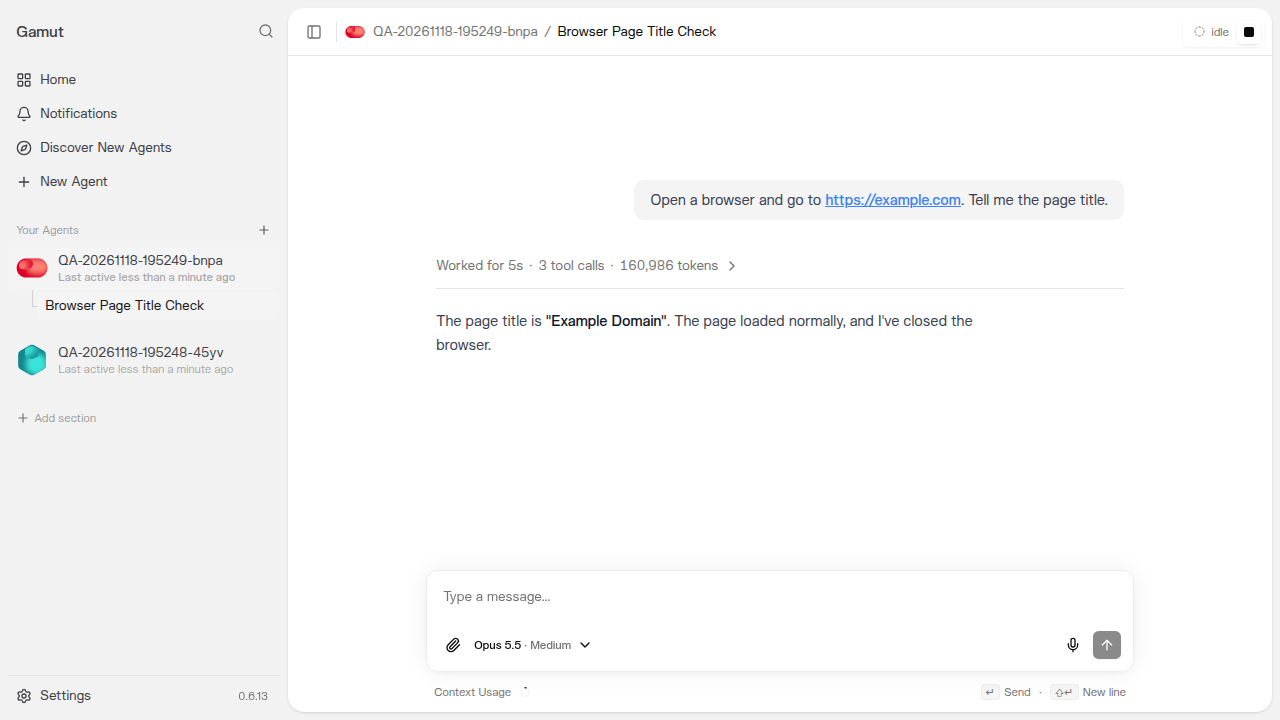 Gamut
Home
Notifications
Discover New Agents
New Agent
Your Agents
QA-20261118-195249-bnpa
Last active less than a minute ago
Browser Page Title Check
QA-20261118-195248-45yv
Last active less than a minute ago
Add section
Settings
0.6.13
QA-20261118-195249-bnpa / Browser Page Title Check
idle
Open a browser and go to https://example.com. Tell me the page title.
Worked for 5s · 3 tool calls · 160,986 tokens
The page title is "Example Domain". The page loaded normally, and I've closed the
browser.
Type a message...
Opus 5.5 · Medium
Context Usage
↵ Send · ⇧↵ New line